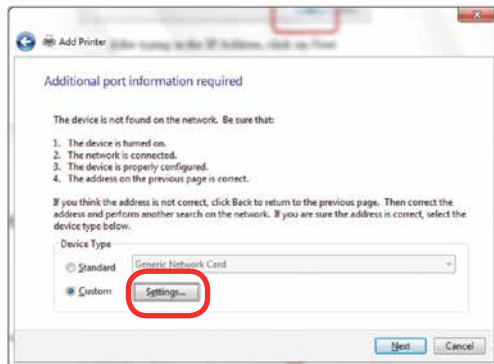 Add Printer
Additional port information required
The device is not found on the network. Be sure that:
1. The device is turned on.
2. The network is connected.
3. The device is properly configured.
4. The address on the previous page is correct.
If you think the address is not correct, click Back to return to the previous page. Then correct the
address and perform another search on the network. If you are sure the address is correct, select the
device type below.
Device Type
Standard
Generic Network Card
Custom
Settings...
Next
Cancel